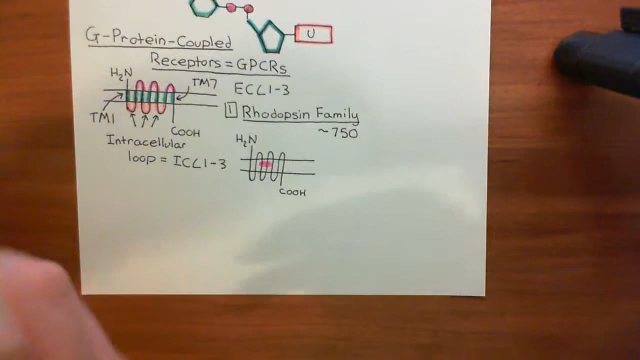 U
G-Protein-Coupled
Receptors = GPCRs
H₂N
TM7
ECL1-3
TM1
COOH
Intracellular
loop = ICL1-3
1 Rhodopsin Family
~750
H₂N
COOH